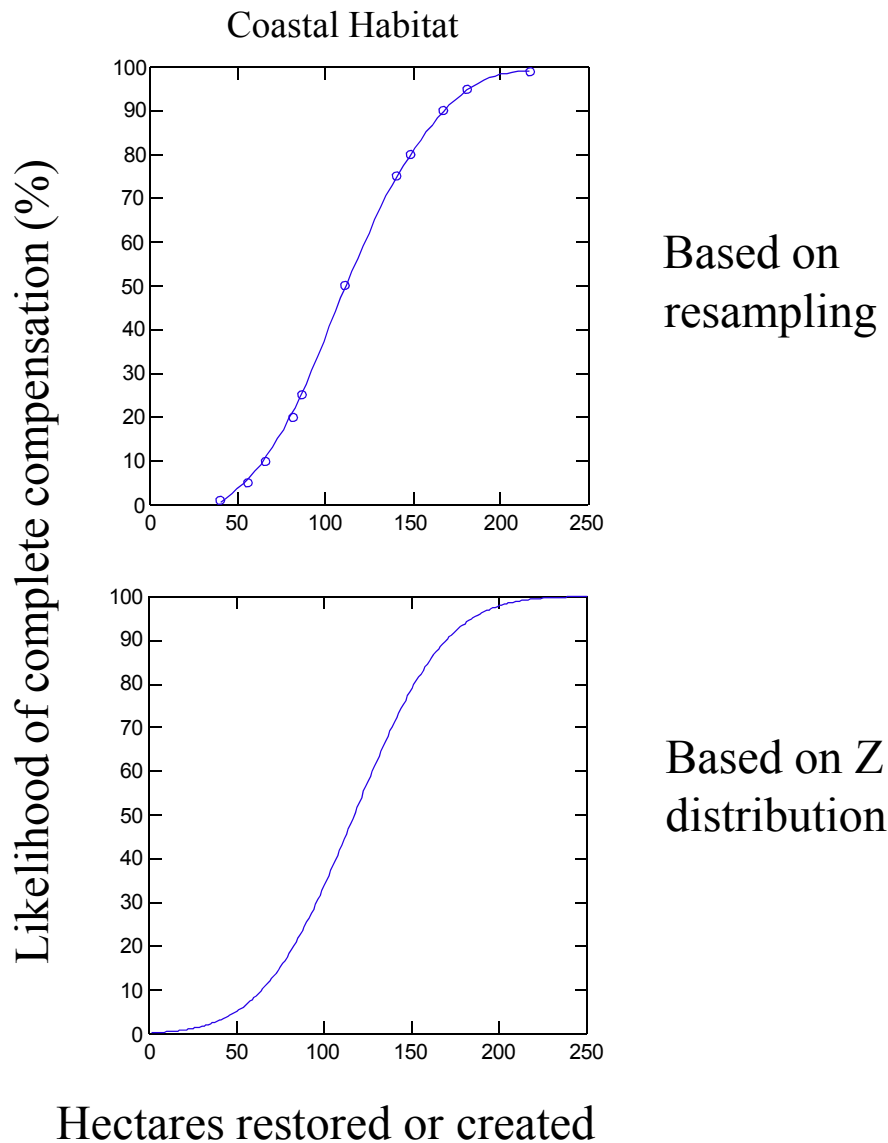 Coastal Habitat
Likelihood of complete compensation (%)
100
90
80
70
60
50
40
30
20
10
0
0 50 100 150 200 250
Based on
resampling
100
90
80
70
60
50
40
30
20
10
0
0 50 100 150 200 250
Based on Z
distribution
Hectares restored or created